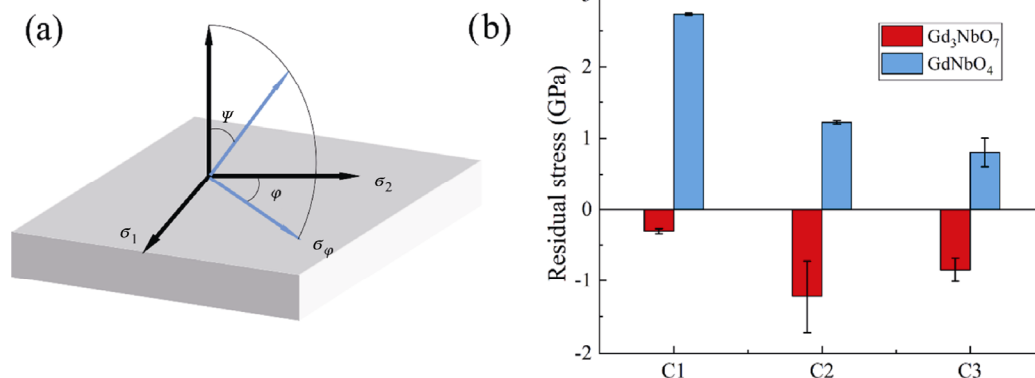 (a)
Ψ
φ
σ₂
σ₁
σφ
(b)
Residual stress (GPa)
2
1
0
-1
-2
Gd₃NbO₇
GdNbO₄
C1
C2
C3